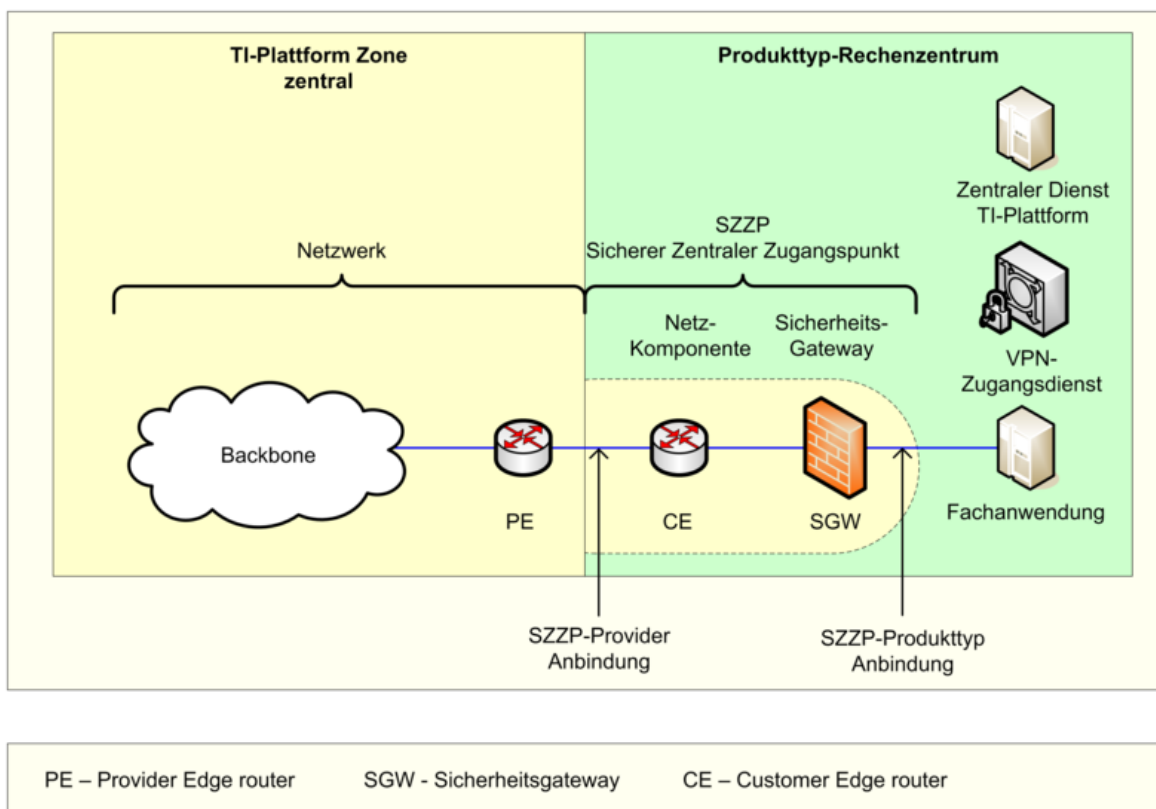 TI-Plattform Zone
zentral
Produkttyp-Rechenzentrum
Zentraler Dienst
TI-Plattform
Netzwerk
SZZP
Sicherer Zentraler Zugangspunkt
Netz-
Komponente
Sicherheits-
Gateway
VPN-
Zugangsdienst
Backbone
PE
CE
SGW
Fachanwendung
SZZP-Provider
Anbindung
SZZP-Produkttyp
Anbindung
PE – Provider Edge router
SGW - Sicherheitsgateway
CE – Customer Edge router